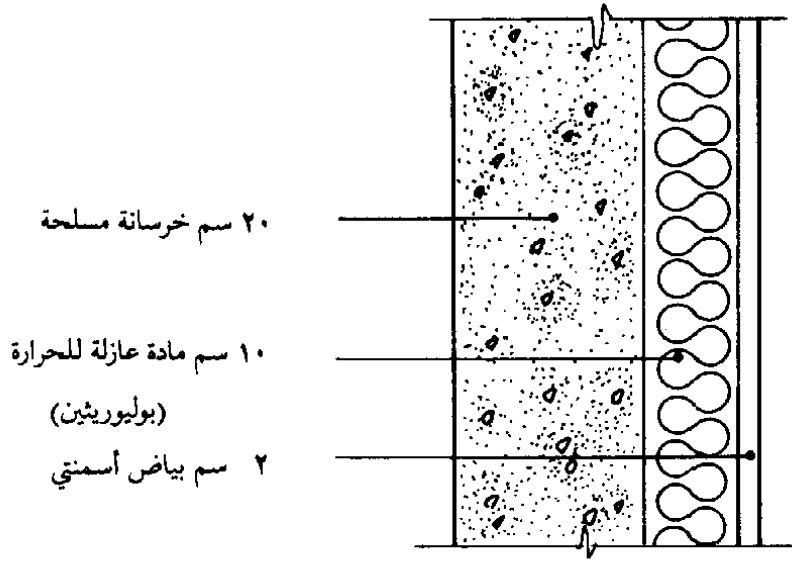 ٢٠ سم خرسانة مسلحة
١٠ سم مادة عازلة للحرارة
(بوليوريثين)
٢ سم بياض أسمنتي